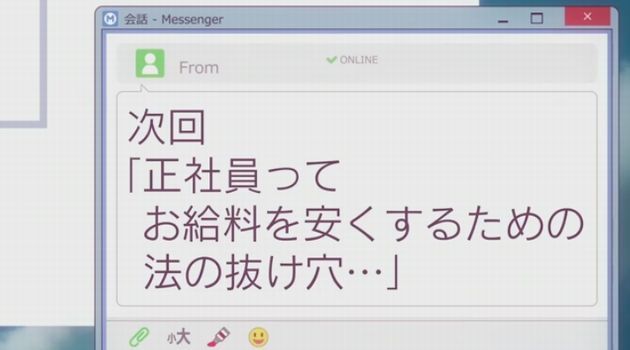 会話 - Messenger
From
ONLINE
次回
「正社員って
お給料を安くするための
法の抜け穴…」
小大